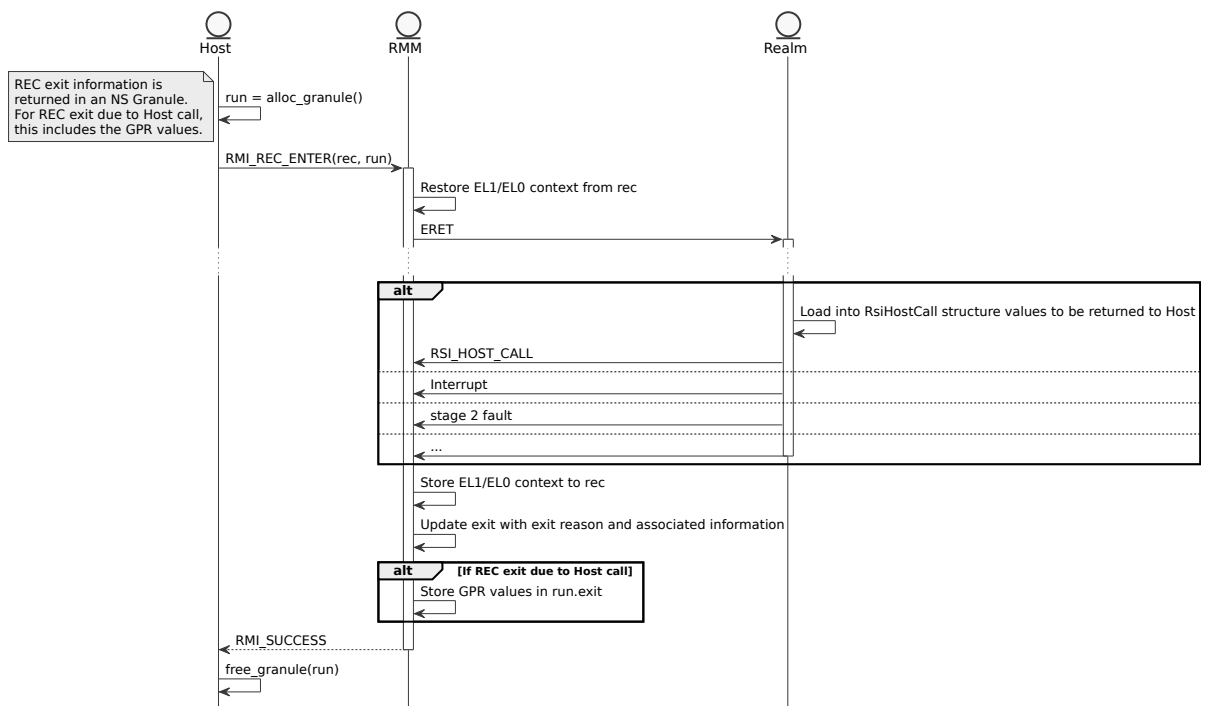 Host
RMM
Realm
REC exit information is
returned in an NS Granule.
For REC exit due to Host call,
this includes the GPR values.
run = alloc_granule()
RMI_REC_ENTER(rec, run)
Restore EL1/EL0 context from rec
ERET
alt
Load into RsiHostCall structure values to be returned to Host
RSI_HOST_CALL
Interrupt
stage 2 fault
...
Store EL1/EL0 context to rec
Update exit with exit reason and associated information
alt [If REC exit due to Host call]
Store GPR values in run.exit
RMI_SUCCESS
free_granule(run)